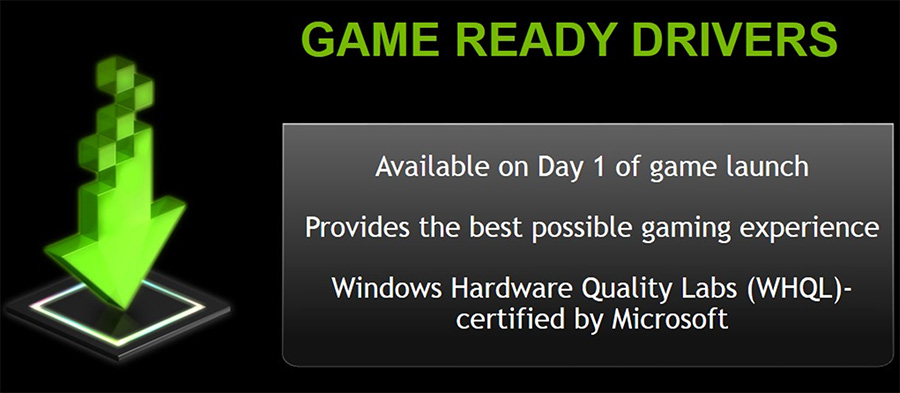 GAME READY DRIVERS
Available on Day 1 of game launch
Provides the best possible gaming experience
Windows Hardware Quality Labs (WHQL)-
certified by Microsoft